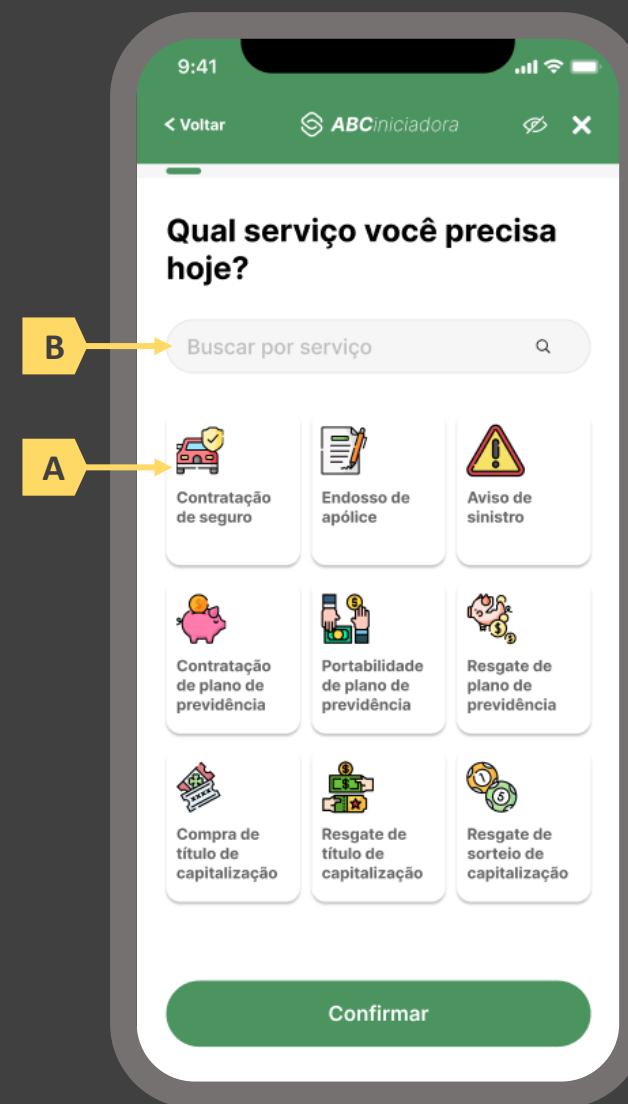 9:41
< Voltar
ABCiniciadora
Qual serviço você precisa
hoje?
B
Buscar por serviço
A
Contratação
de seguro
Endosso de
apólice
Aviso de
sinistro
Contratação
de plano de
previdência
Portabilidade
de plano de
previdência
Resgate de
plano de
previdência
Compra de
título de
capitalização
Resgate de
título de
capitalização
Resgate de
sorteio de
capitalização
Confirmar